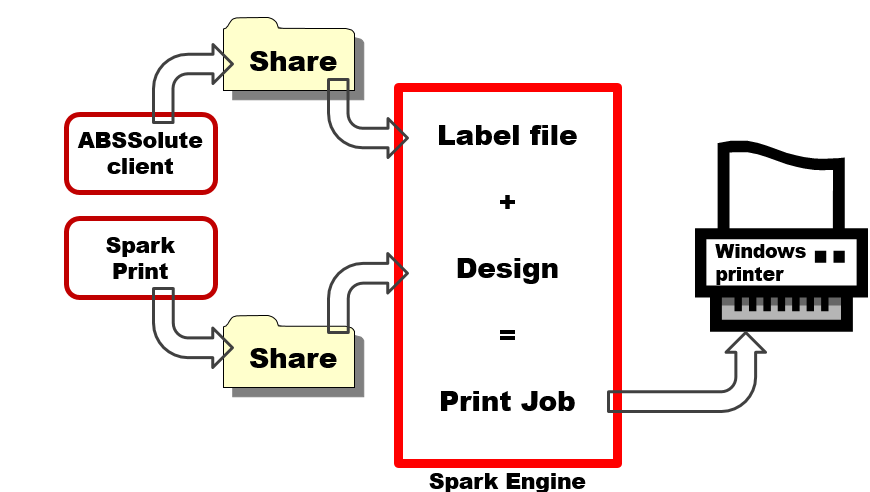 Share
ABSSolute
client
Spark
Print
Share
Label file
+
Design
=
Print Job
Spark Engine
Windows
printer